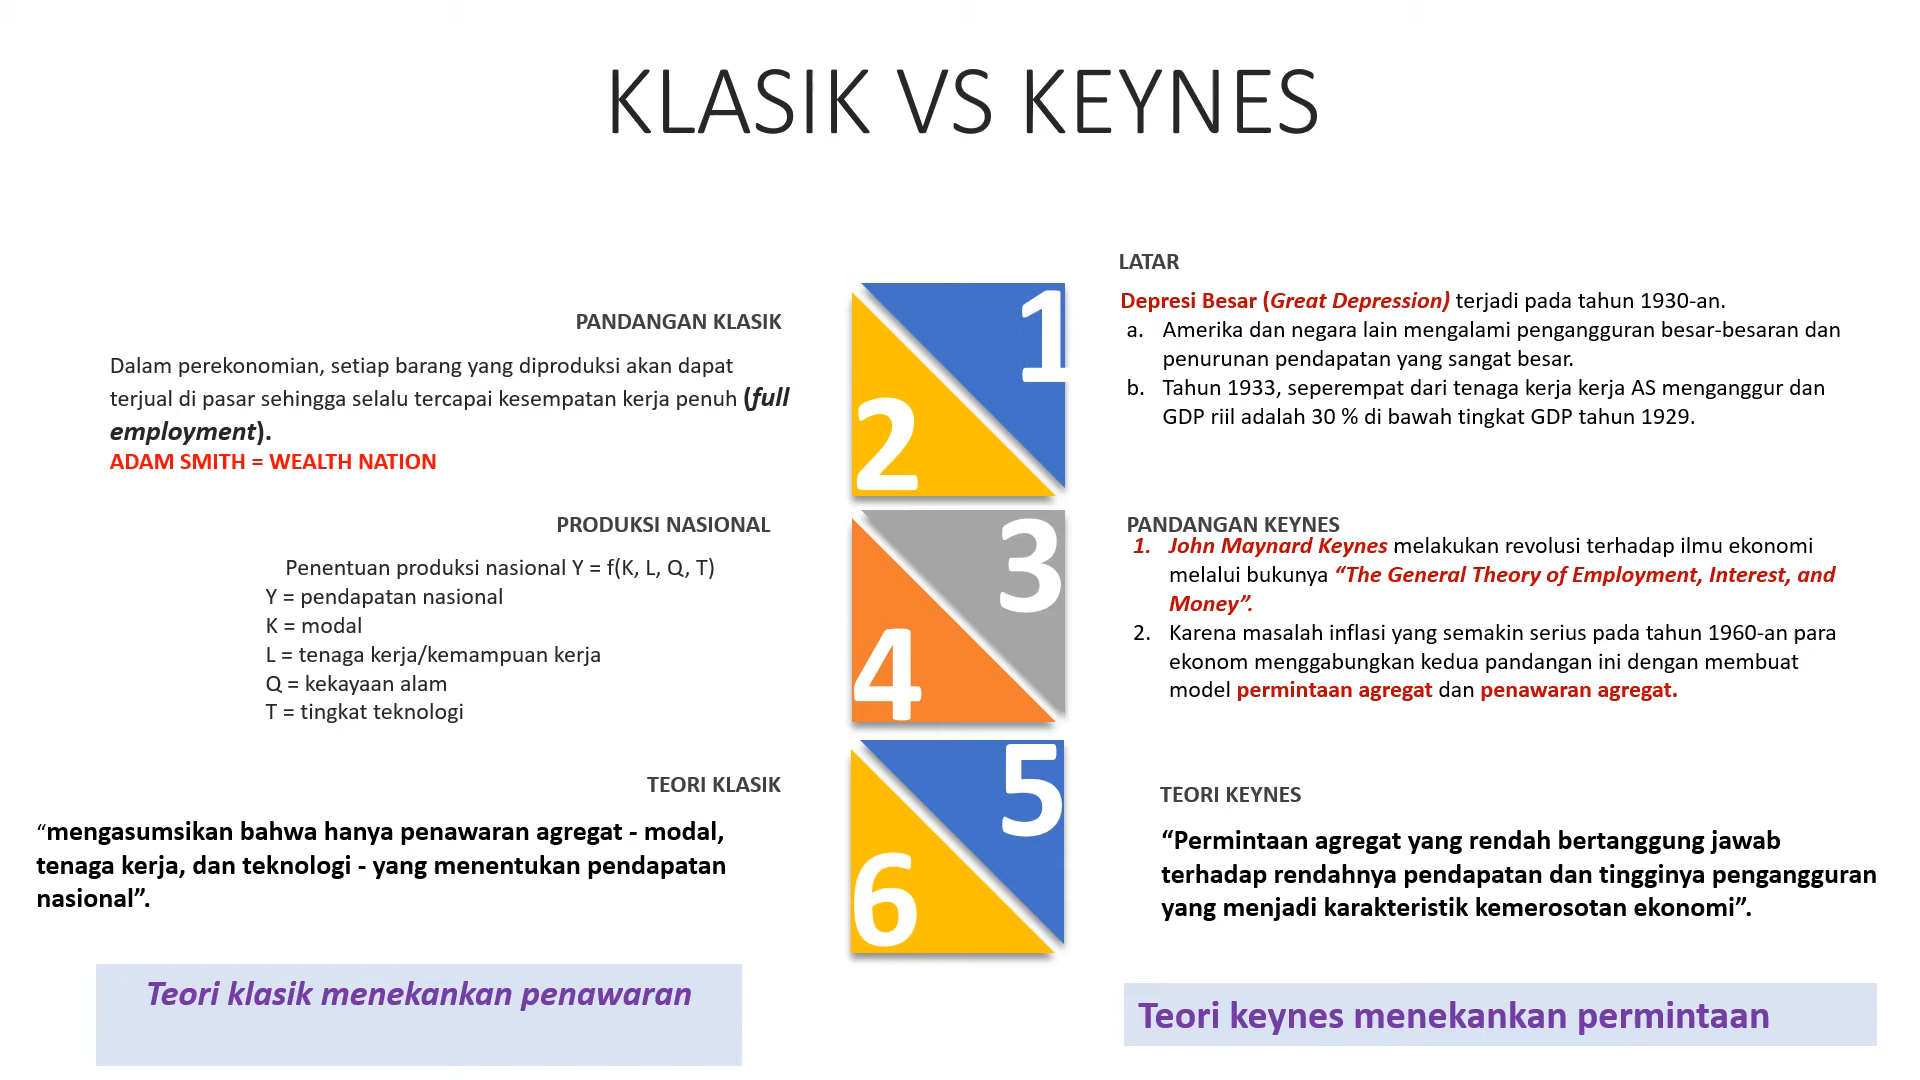 KLASIK VS KEYNES
PANDANGAN KLASIK
Dalam perekonomian, setiap barang yang diproduksi akan dapat
terjual di pasar sehingga selalu tercapai kesempatan kerja penuh (full
employment).
ADAM SMITH = WEALTH NATION
PRODUKSI NASIONAL
Penentuan produksi nasional Y = f(K, L, Q, T)
Y = pendapatan nasional
K = modal
L = tenaga kerja/kemampuan kerja
Q = kekayaan alam
T = tingkat teknologi
TEORI KLASIK
“mengasumsikan bahwa hanya penawaran agregat - modal,
tenaga kerja, dan teknologi - yang menentukan pendapatan
nasional”.
Teori klasik menekankan penawaran
1
2
3
4
5
6
LATAR
Depresi Besar (Great Depression) terjadi pada tahun 1930-an.
a. Amerika dan negara lain mengalami pengangguran besar-besaran dan
penurunan pendapatan yang sangat besar.
b. Tahun 1933, seperempat dari tenaga kerja kerja AS menganggur dan
GDP riil adalah 30 % di bawah tingkat GDP tahun 1929.
PANDANGAN KEYNES
1. John Maynard Keynes melakukan revolusi terhadap ilmu ekonomi
melalui bukunya “The General Theory of Employment, Interest, and
Money”.
2. Karena masalah inflasi yang semakin serius pada tahun 1960-an para
ekonom menggabungkan kedua pandangan ini dengan membuat
model permintaan agregat dan penawaran agregat.
TEORI KEYNES
“Permintaan agregat yang rendah bertanggung jawab
terhadap rendahnya pendapatan dan tingginya pengangguran
yang menjadi karakteristik kemerosotan ekonomi”.
Teori keynes menekankan permintaan